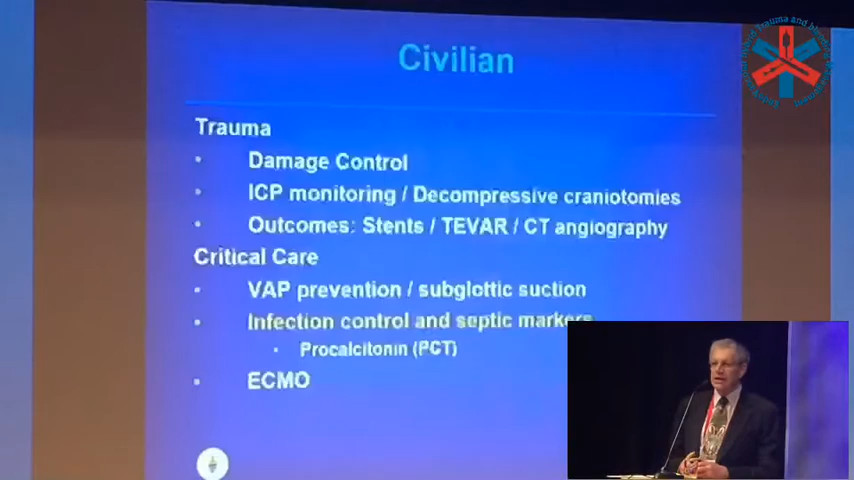 Civilian
Trauma
• Damage Control
• ICP monitoring / Decompressive craniotomies
• Outcomes: Stents / TEVAR / CT angiography
Critical Care
• VAP prevention / subglottic suction
• Infection control and septic markers
• Procalcitonin (PCT)
• ECMO